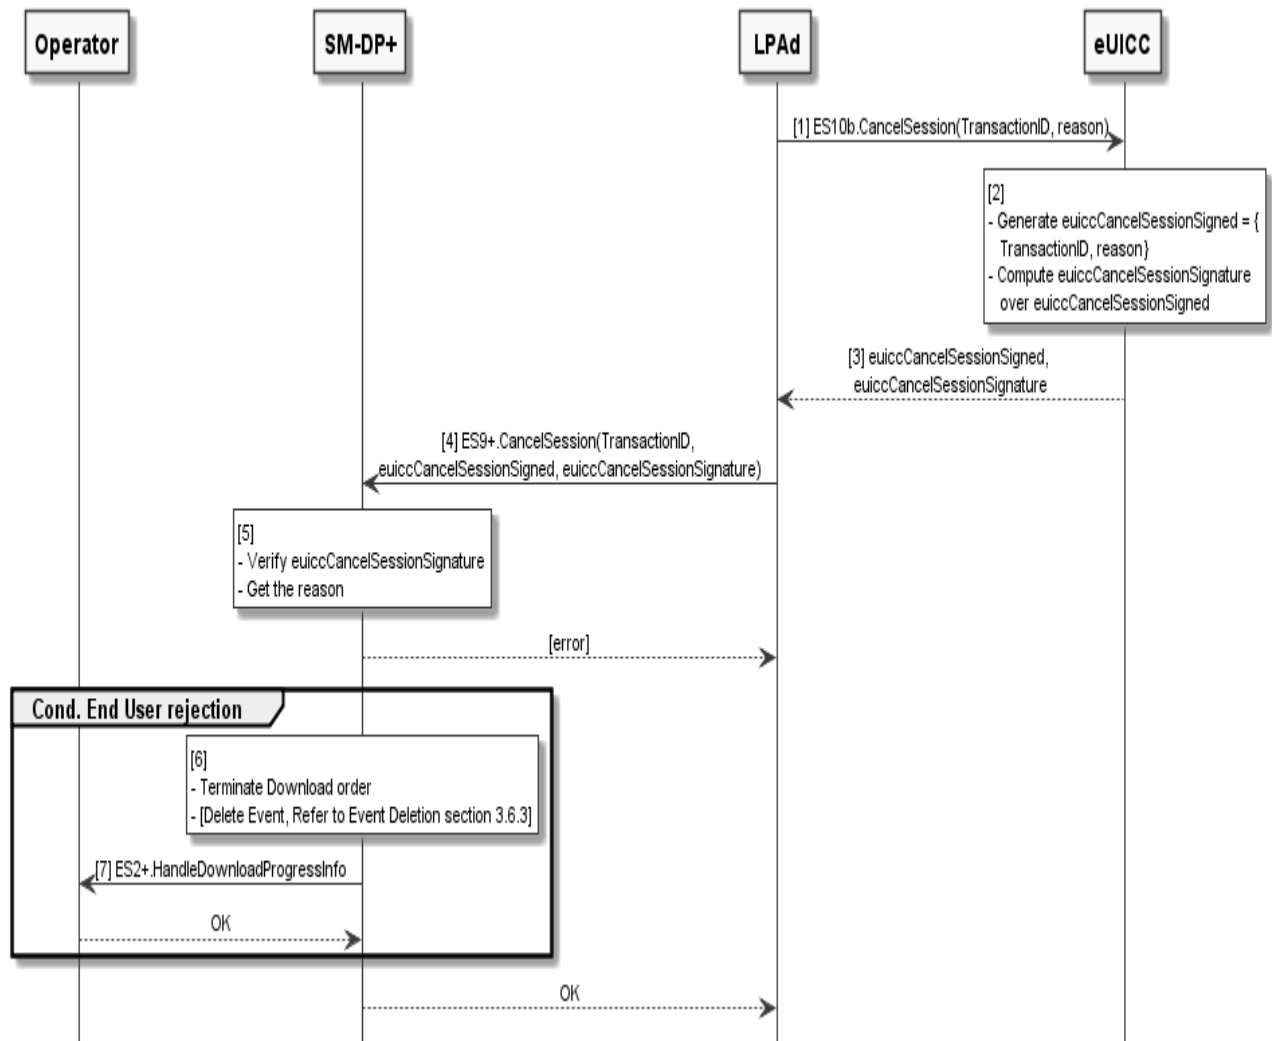 Operator
SM-DP+
LPAd
eUICC
[1] ES10b.CancelSession(TransactionID, reason)
[2]
- Generate euiccCancelSessionSigned = {
TransactionID, reason}
- Compute euiccCancelSessionSignature
over euiccCancelSessionSigned
[3] euiccCancelSessionSigned,
euiccCancelSessionSignature
[4] ES9+.CancelSession(TransactionID,
euiccCancelSessionSigned, euiccCancelSessionSignature)
[5]
- Verify euiccCancelSessionSignature
- Get the reason
[error]
Cond. End User rejection
[6]
- Terminate Download order
- [Delete Event, Refer to Event Deletion section 3.6.3]
[7] ES2+.HandleDownloadProgressInfo
OK
OK